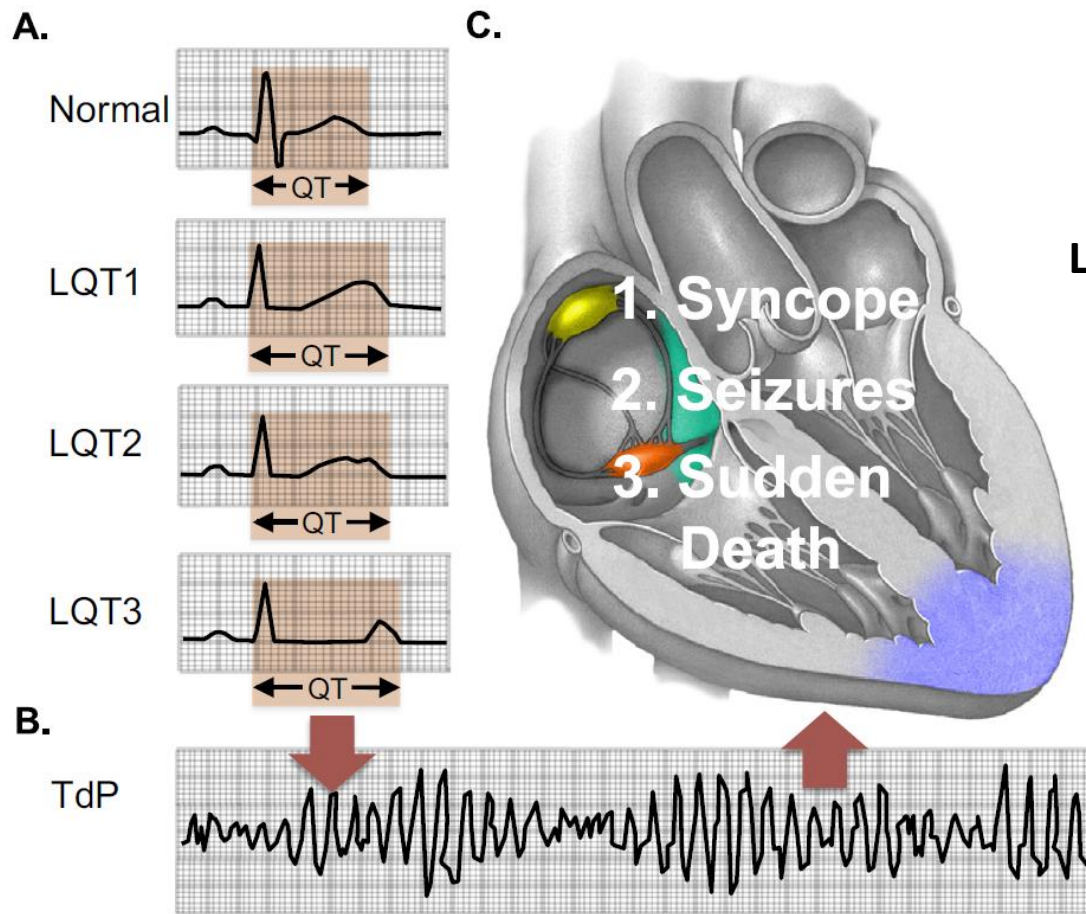 A.
Normal
QT
LQT1
QT
LQT2
QT
LQT3
QT
B.
TdP
C.
1. Syncope
2. Seizures
3. Sudden
Death
L